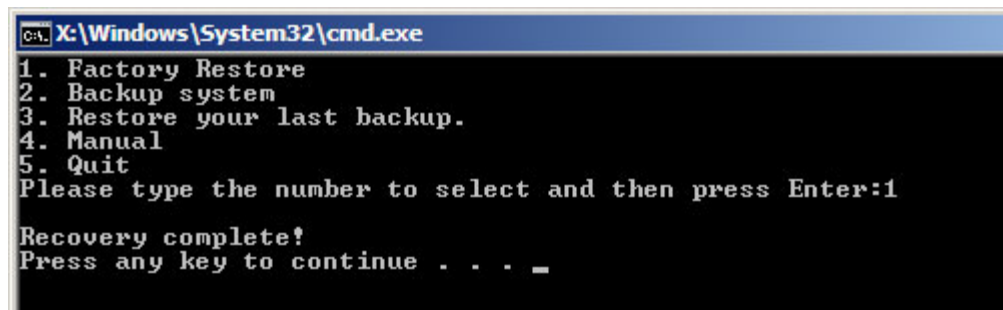 C:\. X:\Windows\System32\cmd.exe
1. Factory Restore
2. Backup system
3. Restore your last backup.
4. Manual
5. Quit
Please type the number to select and then press Enter:1
Recovery complete!
Press any key to continue . . . _